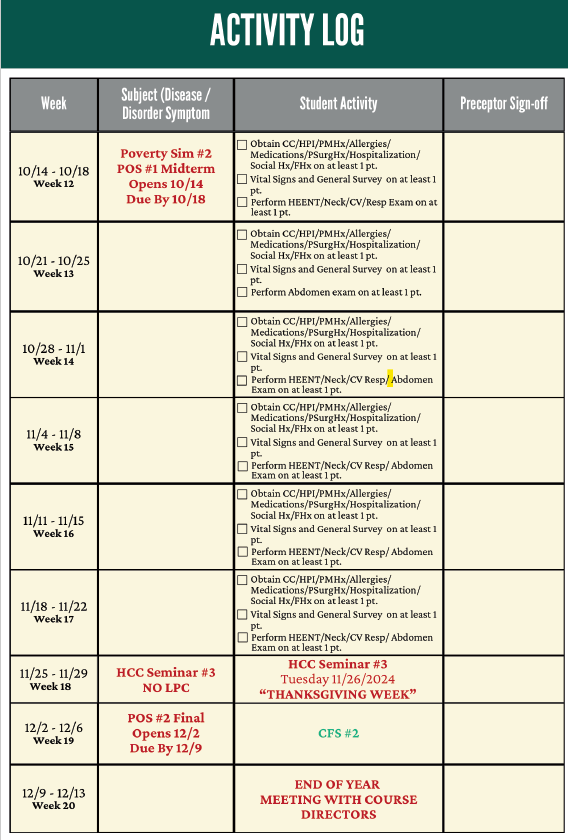 ACTIVITY LOG
Week
Subject (Disease /
Disorder Symptom
Student Activity
Preceptor Sign-off
10/14 - 10/18
Week 12
Poverty Sim #2
POS #1 Midterm
Opens 10/14
Due By 10/18
Obtain CC/HPI/PMHx/Allergies/
Medications/PSurgHx/Hospitalization/
Social Hx/FHx on at least 1 pt.
Vital Signs and General Survey on at least 1
pt.
Perform HEENT/Neck/CV/Resp Exam on at
least 1 pt.
10/21 - 10/25
Week 13
Obtain CC/HPI/PMHx/Allergies/
Medications/PSurgHx/Hospitalization/
Social Hx/FHx on at least 1 pt.
Vital Signs and General Survey on at least 1
pt.
Perform Abdomen exam on at least 1 pt.
10/28 - 11/1
Week 14
Obtain CC/HPI/PMHx/Allergies/
Medications/PSurgHx/Hospitalization/
Social Hx/FHx on at least 1 pt.
Vital Signs and General Survey on at least 1
pt.
Perform HEENT/Neck/CV Resp/ Abdomen
Exam on at least 1 pt.
11/4 - 11/8
Week 15
Obtain CC/HPI/PMHx/Allergies/
Medications/PSurgHx/Hospitalization/
Social Hx/FHx on at least 1 pt.
Vital Signs and General Survey on at least 1
pt.
Perform HEENT/Neck/CV Resp/ Abdomen
Exam on at least 1 pt.
11/11 - 11/15
Week 16
Obtain CC/HPI/PMHx/Allergies/
Medications/PSurgHx/Hospitalization/
Social Hx/FHx on at least 1 pt.
Vital Signs and General Survey on at least 1
pt.
Perform HEENT/Neck/CV Resp/ Abdomen
Exam on at least 1 pt.
11/18 - 11/22
Week 17
Obtain CC/HPI/PMHx/Allergies/
Medications/PSurgHx/Hospitalization/
Social Hx/FHx on at least 1 pt.
Vital Signs and General Survey on at least 1
pt.
Perform HEENT/Neck/CV Resp/ Abdomen
Exam on at least 1 pt.
11/25 - 11/29
Week 18
HCC Seminar #3
NO LPC
HCC Seminar #3
Tuesday 11/26/2024
“THANKSGIVING WEEK”
12/2 - 12/6
Week 19
POS #2 Final
Opens 12/2
Due By 12/9
CFS #2
12/9 - 12/13
Week 20
END OF YEAR
MEETING WITH COURSE
DIRECTORS